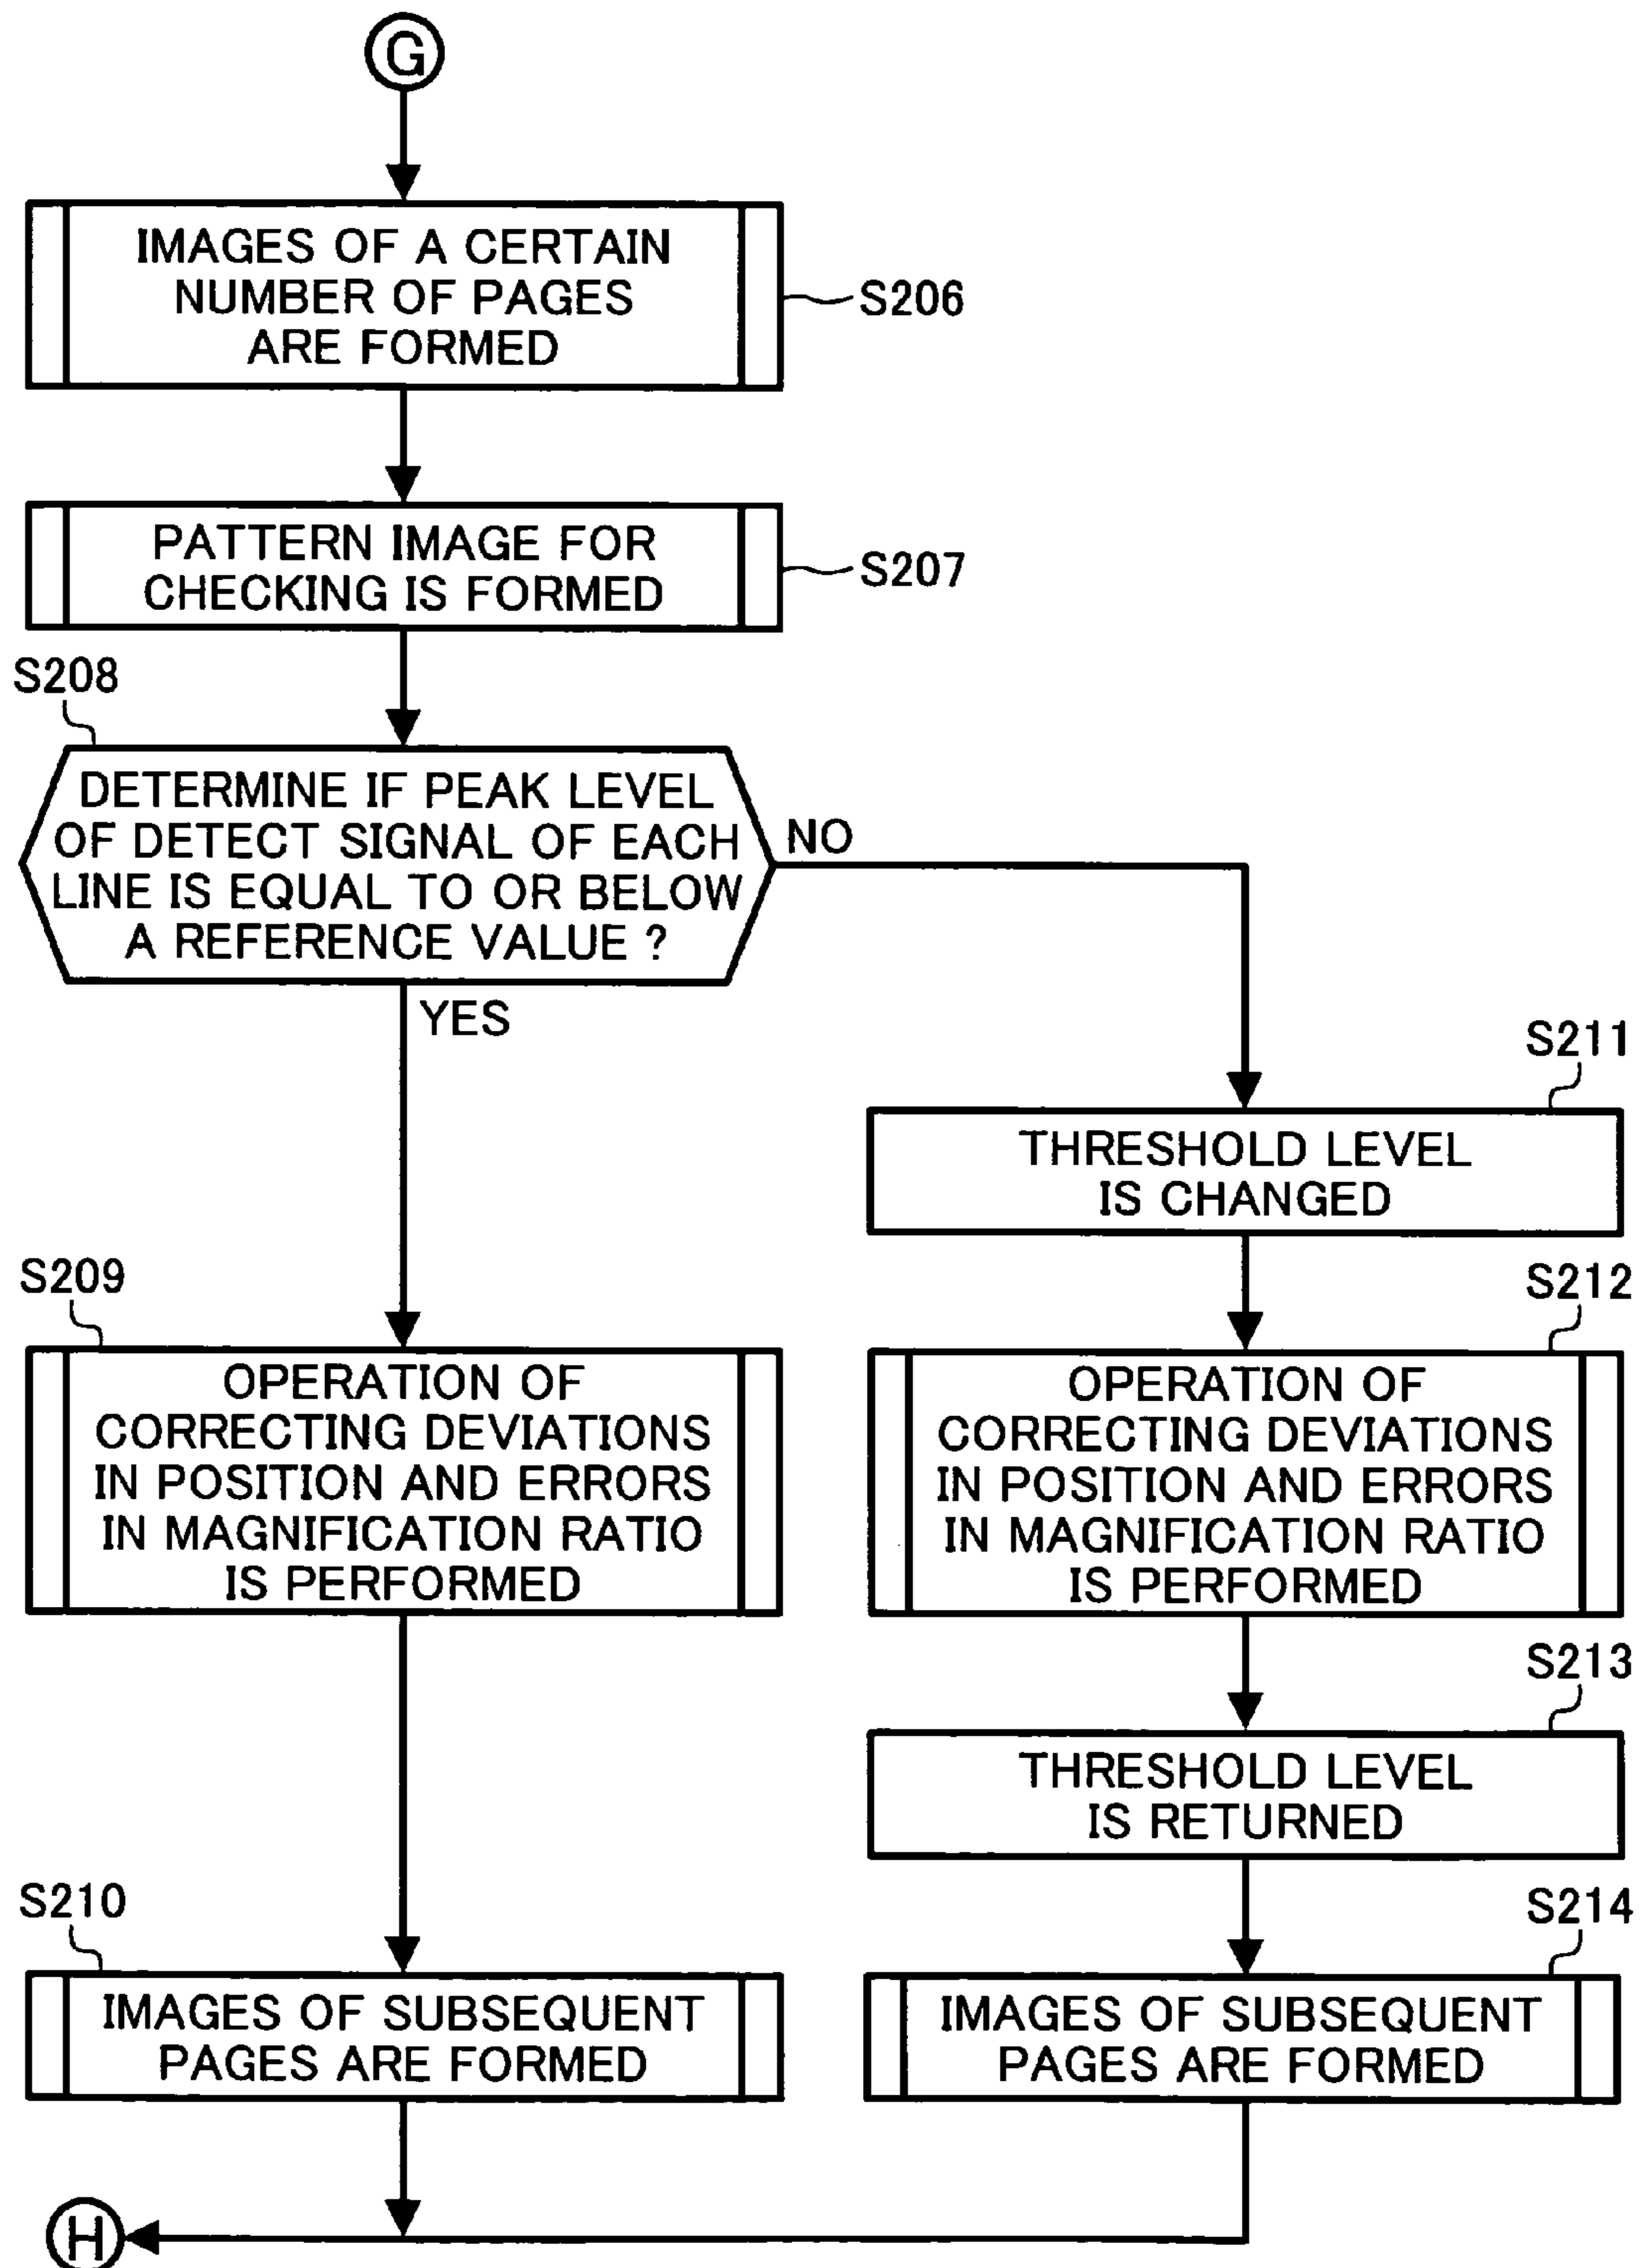 G
IMAGES OF A CERTAIN
NUMBER OF PAGES
ARE FORMED
S206
PATTERN IMAGE FOR
CHECKING IS FORMED
S207
S208
DETERMINE IF PEAK LEVEL
OF DETECT SIGNAL OF EACH
LINE IS EQUAL TO OR BELOW
A REFERENCE VALUE ?
NO
YES
S211
THRESHOLD LEVEL
IS CHANGED
S209
OPERATION OF
CORRECTING DEVIATIONS
IN POSITION AND ERRORS
IN MAGNIFICATION RATIO
IS PERFORMED
S212
OPERATION OF
CORRECTING DEVIATIONS
IN POSITION AND ERRORS
IN MAGNIFICATION RATIO
IS PERFORMED
S213
THRESHOLD LEVEL
IS RETURNED
S210
IMAGES OF SUBSEQUENT
PAGES ARE FORMED
S214
IMAGES OF SUBSEQUENT
PAGES ARE FORMED
H